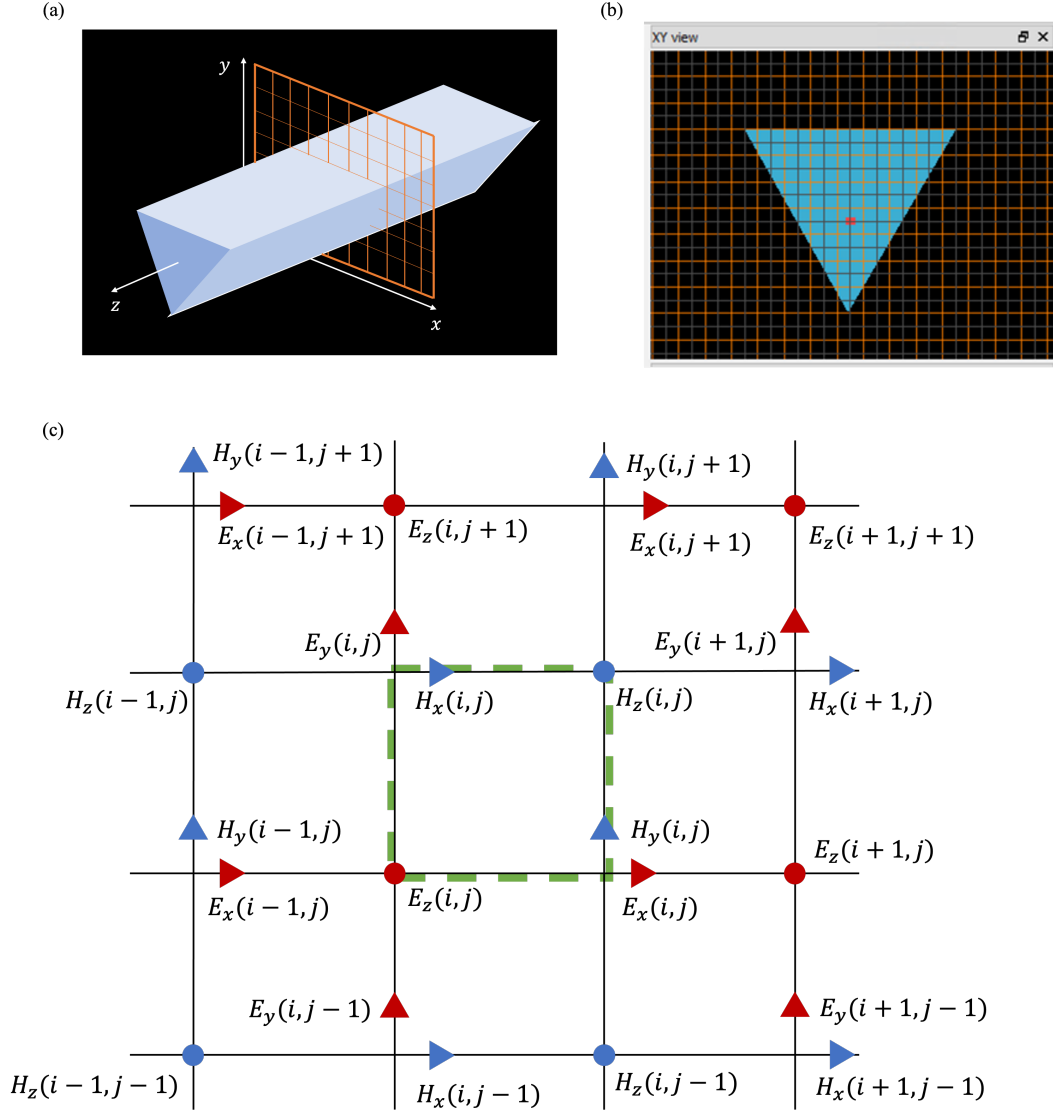 (a)
(b)
y
z
x
XY view
(c)
H_y(i − 1, j + 1)
H_y(i, j + 1)
E_x(i − 1, j + 1)
E_z(i, j + 1)
E_x(i, j + 1)
E_z(i + 1, j + 1)
E_y(i, j)
E_y(i + 1, j)
H_z(i − 1, j)
H_x(i, j)
H_z(i, j)
H_x(i + 1, j)
H_y(i − 1, j)
H_y(i, j)
E_z(i + 1, j)
E_x(i − 1, j)
E_z(i, j)
E_x(i, j)
E_y(i, j − 1)
E_y(i + 1, j − 1)
H_z(i − 1, j − 1)
H_x(i, j − 1)
H_z(i, j − 1)
H_x(i + 1, j − 1)